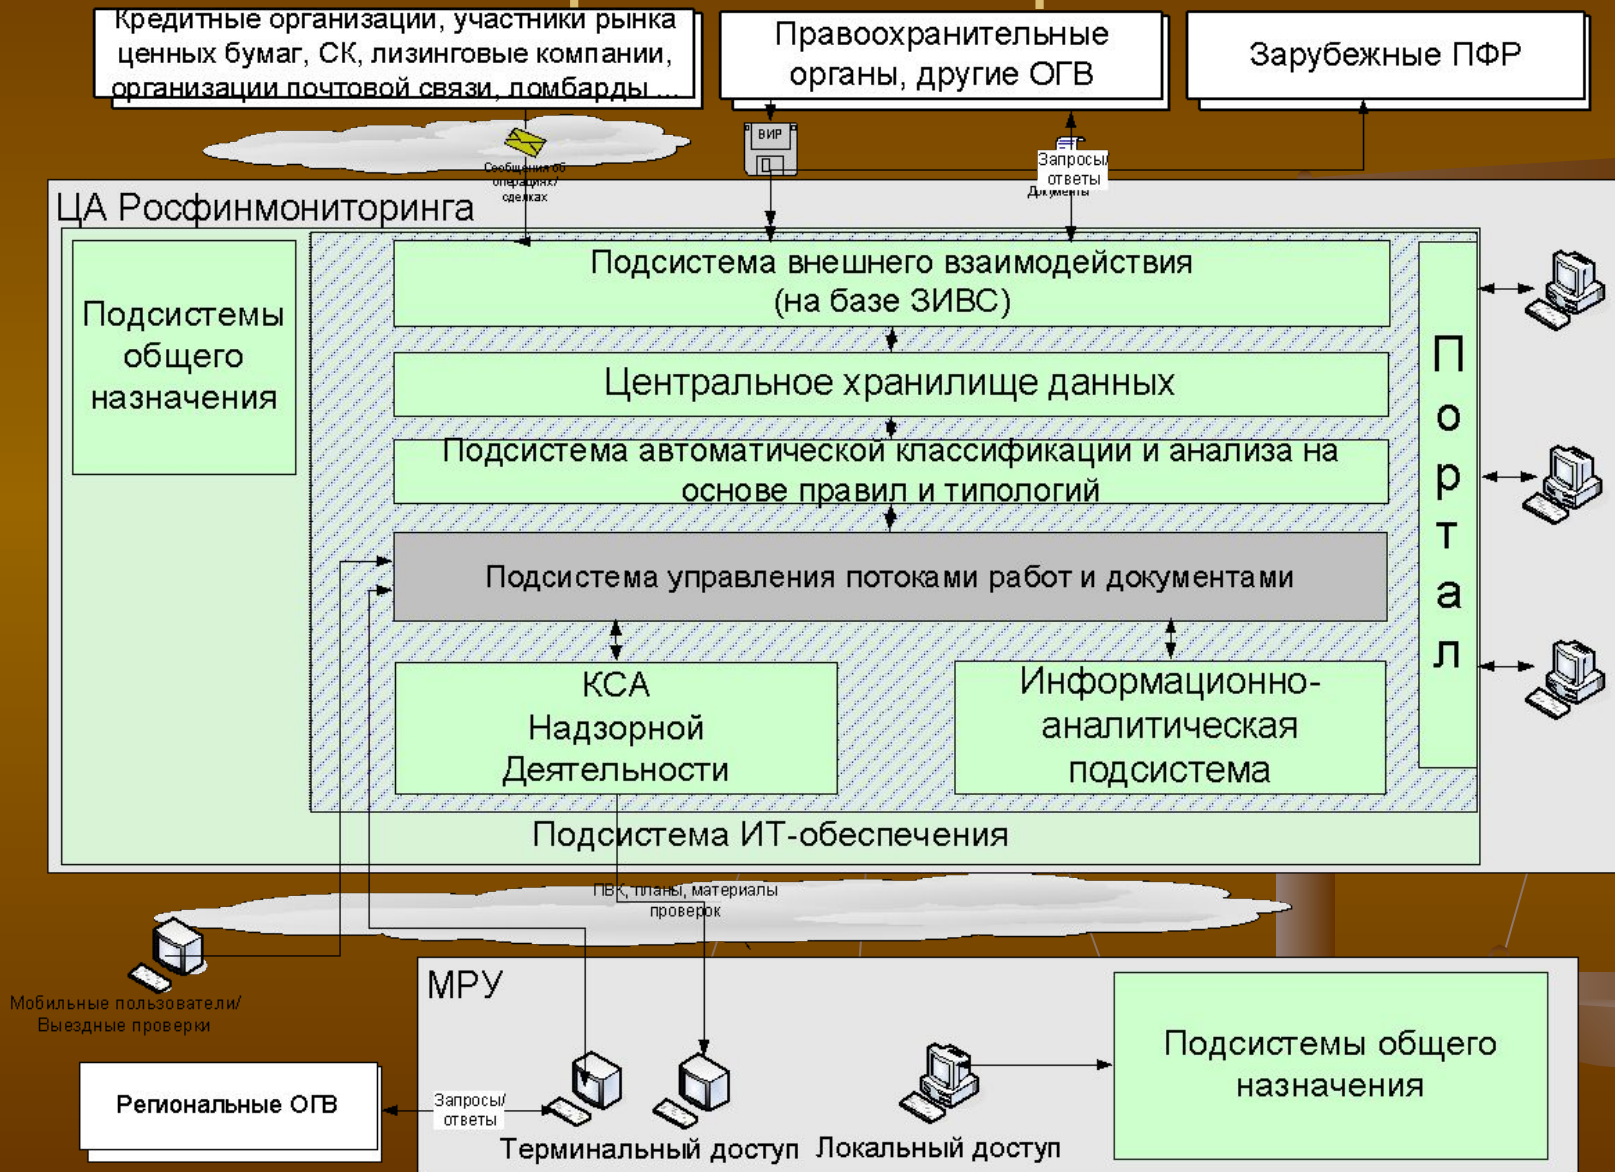 Кредитные организации, участники рынка
ценных бумаг, СК, лизинговые компании,
организации почтовой связи, ломбарды ...
Правоохранительные
органы, другие ОГВ
Зарубежные ПФР
ВИР
Сообщения об
операциях/
сделках
Запросы/
ответы
Документы
ЦА Росфинмониторинга
Подсистемы
общего
назначения
Подсистема внешнего взаимодействия
(на базе ЗИВС)
Центральное хранилище данных
Подсистема автоматической классификации и анализа на
основе правил и типологий
Подсистема управления потоками работ и документами
КСА
Надзорной
Деятельности
Информационно-
аналитическая
подсистема
П
о
р
т
а
л
Подсистема ИТ-обеспечения
ПВК, планы, материалы
проверок
Мобильные пользователи/
Выездные проверки
МРУ
Подсистемы общего
назначения
Региональные ОГВ
Запросы/
ответы
Терминальный доступ
Локальный доступ